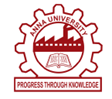 ANNA UNIVERSITY
PROGRESS THROUGH KNOWLEDGE